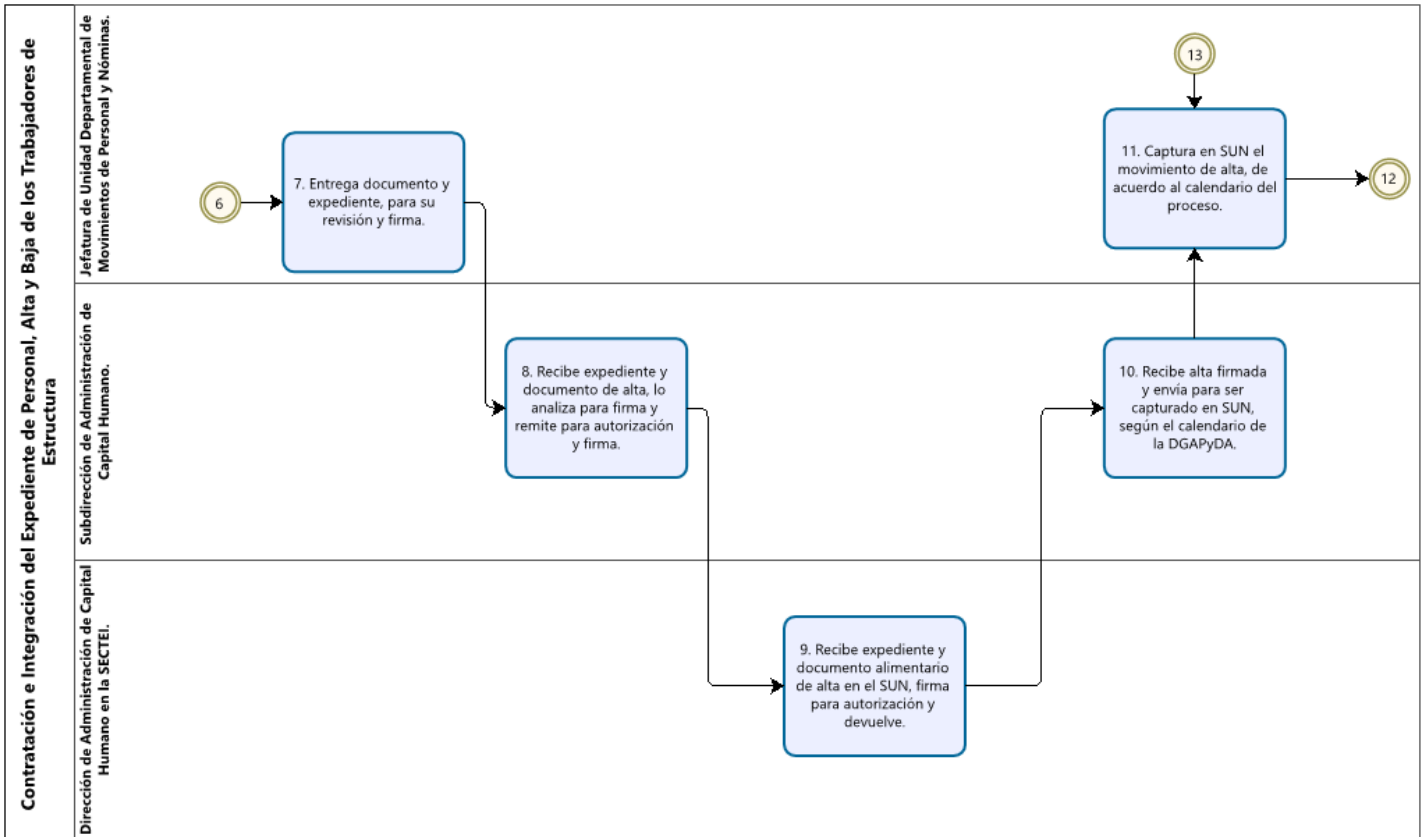 Contratación e Integración del Expediente de Personal, Alta y Baja de los Trabajadores de
Estructura
Jefatura de Unidad Departamental de
Movimientos de Personal y Nóminas.
6
7. Entrega documento y
expediente, para su
revisión y firma.
13
11. Captura en SUN el
movimiento de alta, de
acuerdo al calendario del
proceso.
12
Subdirección de Administración de
Capital Humano.
8. Recibe expediente y
documento de alta, lo
analiza para firma y
remite para autorización
y firma.
10. Recibe alta firmada
y envía para ser
capturado en SUN,
según el calendario de
la DGAPyDA.
Dirección de Administración de Capital
Humano en la SECTEI.
9. Recibe expediente y
documento alimentario
de alta en el SUN, firma
para autorización y
devuelve.